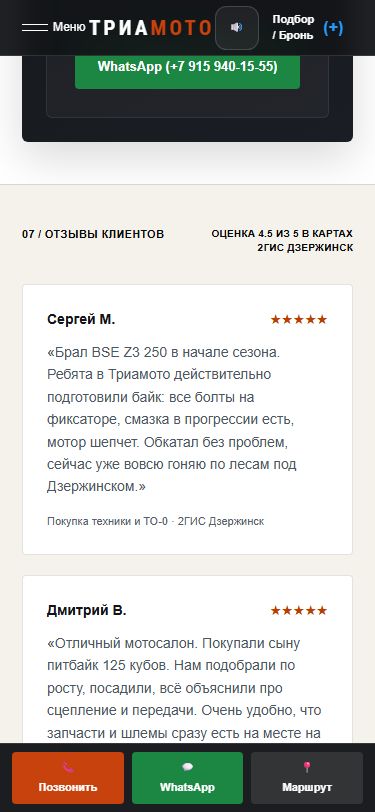 Меню ТРИАМОТО Подбор / Бронь (+)
WhatsApp (+7 915 940-15-55)
07 / ОТЗЫВЫ КЛИЕНТОВ
ОЦЕНКА 4.5 ИЗ 5 В КАРТАХ
2ГИС ДЗЕРЖИНСК
Сергей М. ★★★★★
«Брал BSE Z3 250 в начале сезона.
Ребята в Триамото действительно
подготовили байк: все болты на
фиксаторе, смазка в прогрессии есть,
мотор шепчет. Обкатал без проблем,
сейчас уже вовсю гоняю по лесам под
Дзержинском.»
Покупка техники и ТО-0 · 2ГИС Дзержинск
Дмитрий В. ★★★★★
«Отличный мотосалон. Покупали сыну
питбайк 125 кубов. Нам подобрали по
росту, посадили, всё объяснили про
сцепление и передачи. Очень удобно, что
запчасти и шлемы сразу есть на месте на
Позвонить
WhatsApp
Маршрут